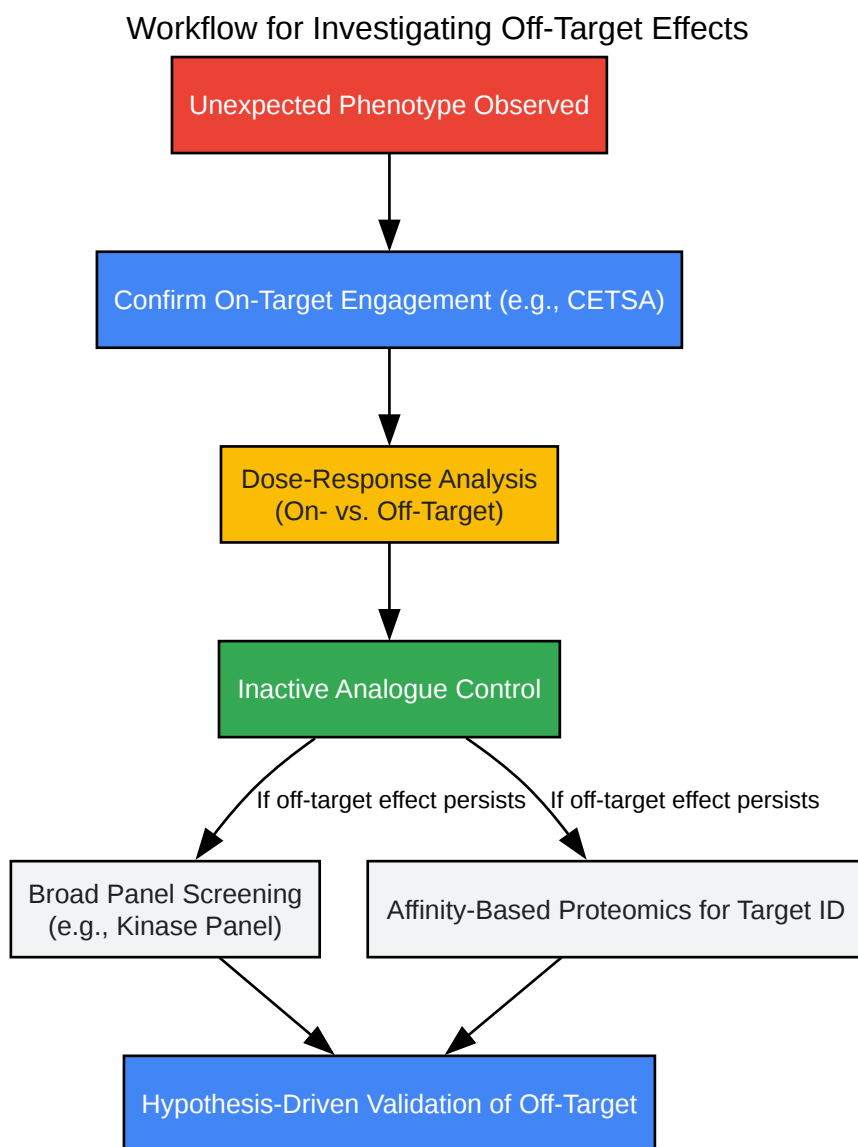 Workflow for Investigating Off-Target Effects
Unexpected Phenotype Observed
Confirm On-Target Engagement (e.g., CETSA)
Dose-Response Analysis
(On- vs. Off-Target)
Inactive Analogue Control
If off-target effect persists
If off-target effect persists
Broad Panel Screening
(e.g., Kinase Panel)
Affinity-Based Proteomics for Target ID
Hypothesis-Driven Validation of Off-Target